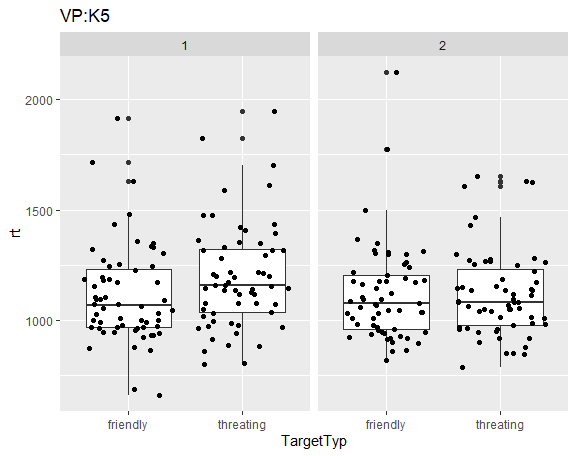 VP:K5
1 2
2000
1500
1000
rt
friendly threating friendly threating
TargetTyp